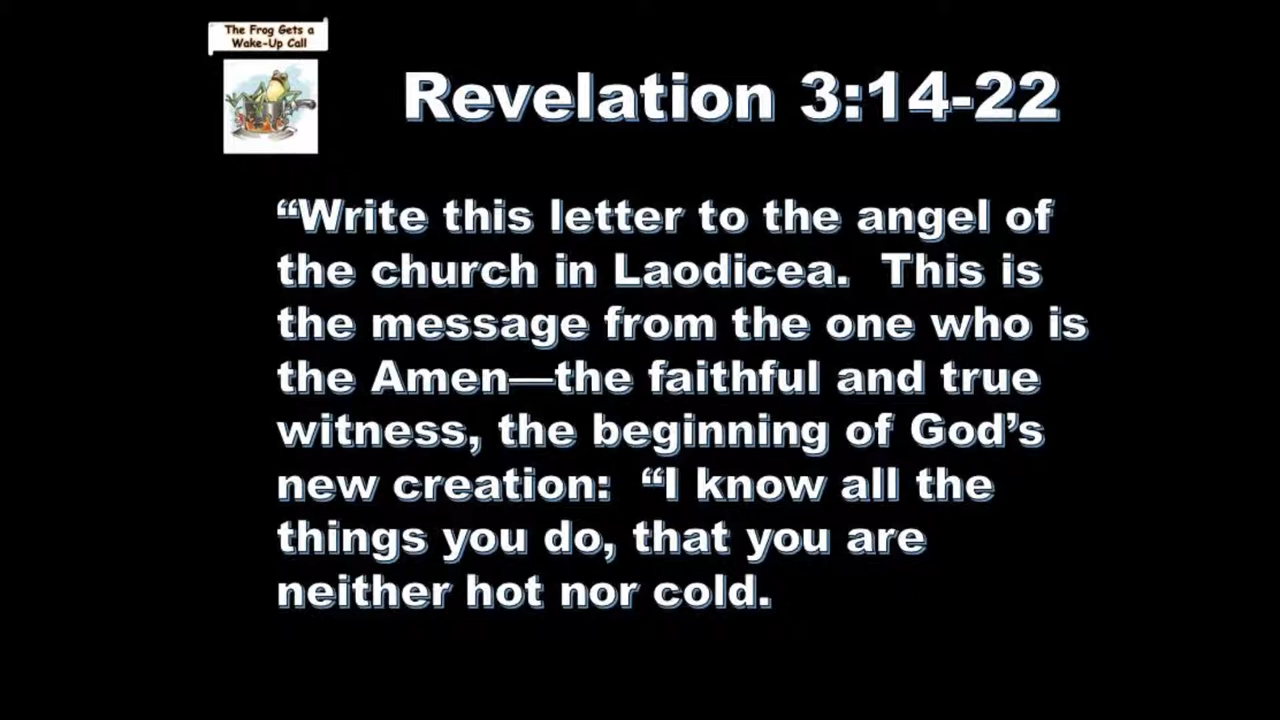 The Frog Gets a
Wake-Up Call
Revelation 3:14-22
“Write this letter to the angel of
the church in Laodicea.  This is
the message from the one who is
the Amen—the faithful and true
witness, the beginning of God’s
new creation:  “I know all the
things you do, that you are
neither hot nor cold.